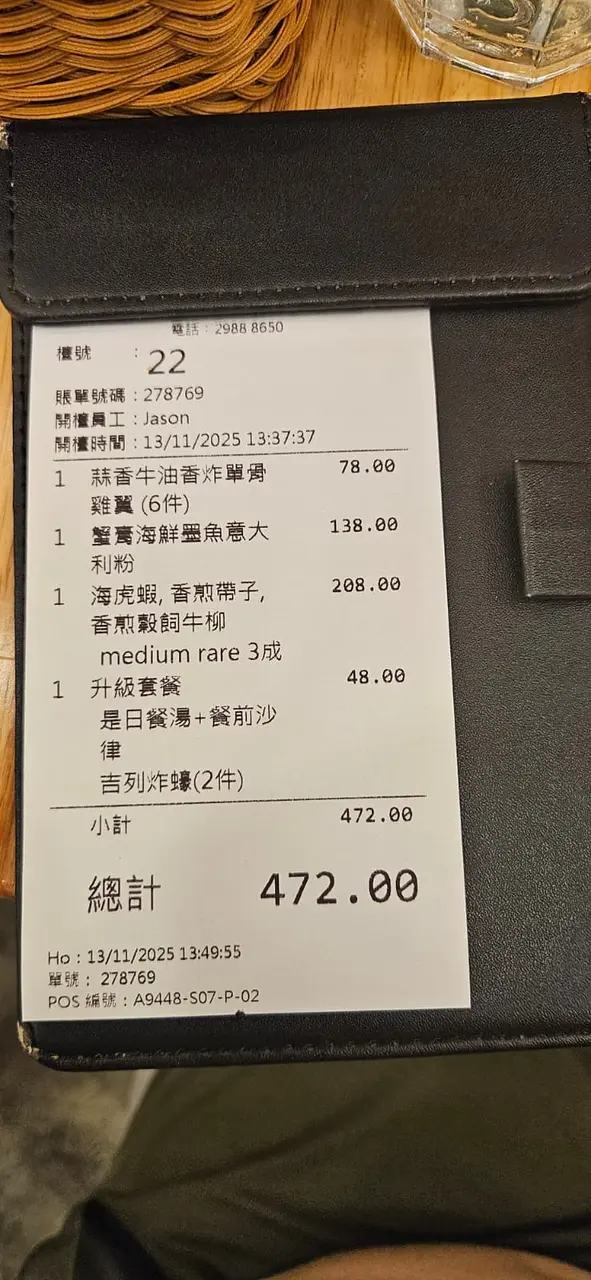 電話：2988 8650
檯號 : 22
賬單號碼 : 278769
開檯員工 : Jason
開檯時間 : 13/11/2025 13:37:37
1 蒜香牛油香炸單骨 78.00
雞翼 (6件)
1 蟹膏海鮮墨魚意大 138.00
利粉
1 海虎蝦, 香煎帶子, 208.00
香煎穀飼牛柳
medium rare 3成
1 升級套餐 48.00
是日餐湯+餐前沙
律
吉列炸蠔(2件)
小計 472.00
總計 472.00
Ho : 13/11/2025 13:49:55
單號 : 278769
POS 編號 : A9448-S07-P-02